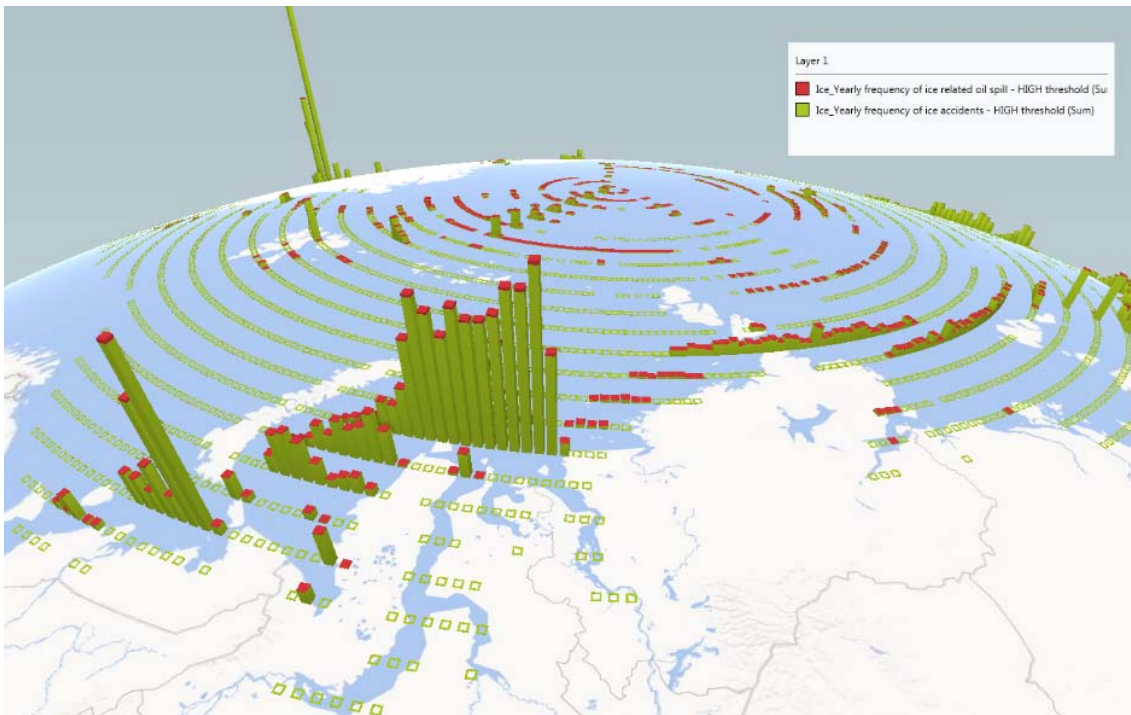 Layer 1
Ice_Yearly frequency of ice related oil spill - HIGH threshold (Su
Ice_Yearly frequency of ice accidents - HIGH threshold (Sum)